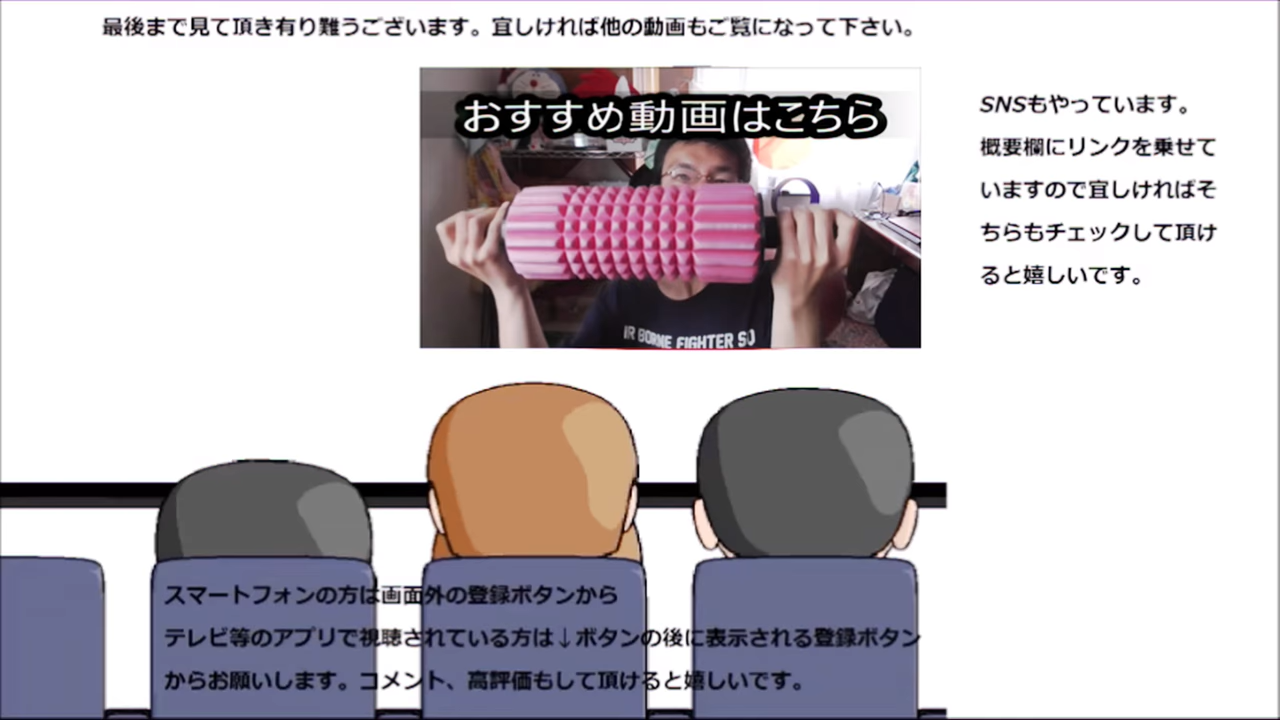 最後まで見て頂き有り難うございます。宜しければ他の動画もご覧になって下さい。
おすすめ動画はこちら
SNSもやっています。
概要欄にリンクを乗せて
いますので宜しければそ
ちらもチェックして頂け
ると嬉しいです。
IR BORNE FIGHTER SQ
スマートフォンの方は画面外の登録ボタンから
テレビ等のアプリで視聴されている方は↓ボタンの後に表示される登録ボタン
からお願いします。コメント、高評価もして頂けると嬉しいです。